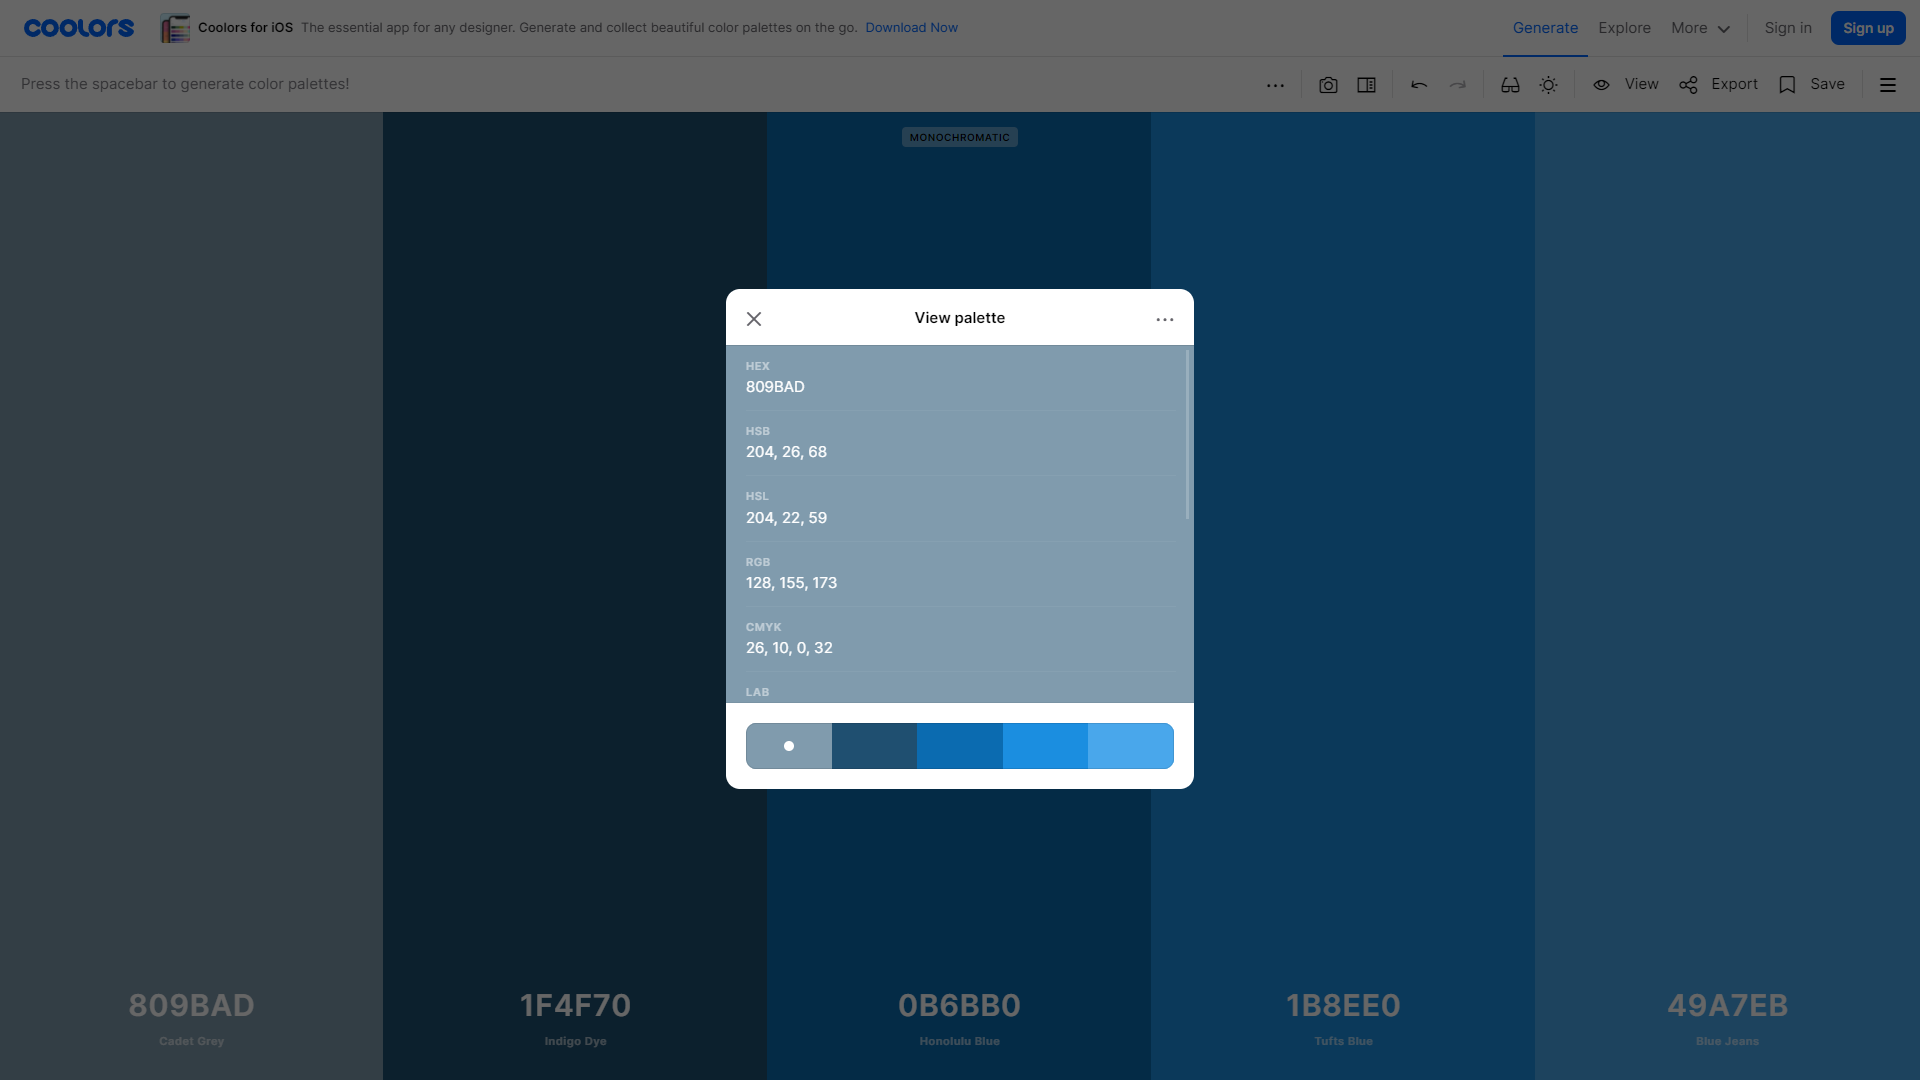 coolors
Coolors for iOS The essential app for any designer. Generate and collect beautiful color palettes on the go. Download Now
Generate Explore More Sign in Sign up
Press the spacebar to generate color palettes!
View Export Save
MONOCHROMATIC
View palette
HEX
809BAD
HSB
204, 26, 68
HSL
204, 22, 59
RGB
128, 155, 173
CMYK
26, 10, 0, 32
LAB
809BAD 1F4F70 0B6BB0 1B8EE0 49A7EB
Cadet Grey Indigo Dye Honolulu Blue Tufts Blue Blue Jeans